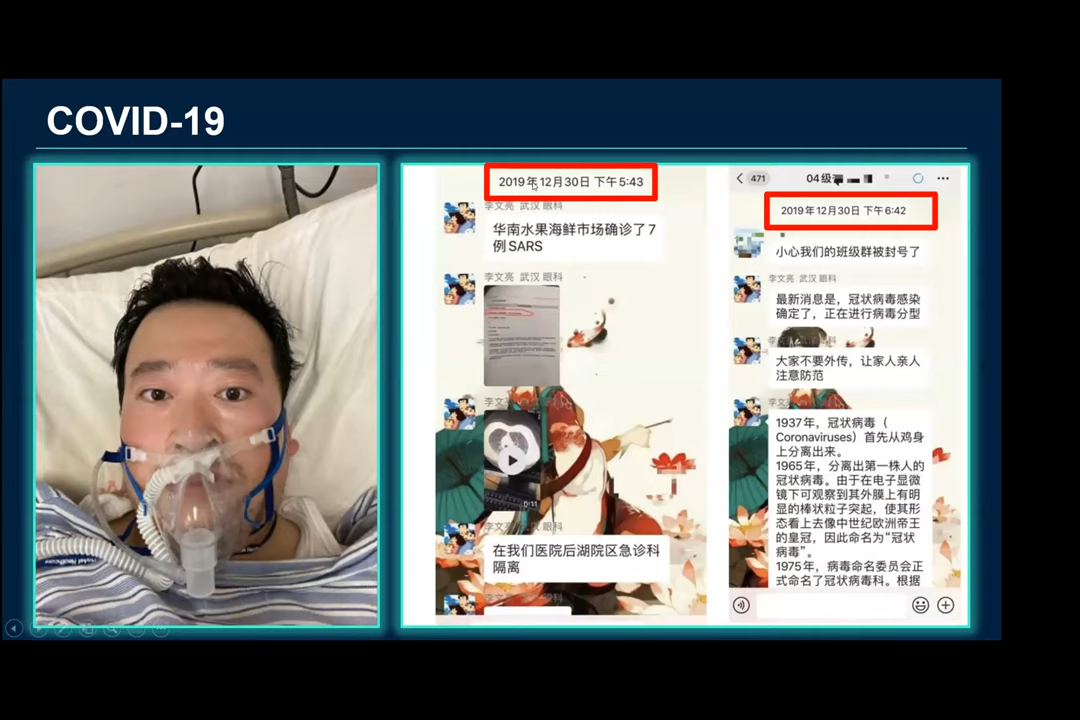 COVID-19
2019年12月30日 下午5:43
李文亮 武汉 眼科
华南水果海鲜市场确诊了7
例SARS
李文亮 武汉 眼科
0:11
在我们医院后湖院区急诊科
隔离
471
04级
2019年12月30日 下午6:42
小心我们的班级群被封号了
李文亮 武汉 眼科
最新消息是，冠状病毒感染
确定了，正在进行病毒分型
大家不要外传，让家人亲人
注意防范
1937年，冠状病毒（
Coronaviruses）首先从鸡身
上分离出来。
1965年，分离出第一株人的
冠状病毒。由于在电子显微
镜下可观察到其外膜上有明
显的棒状粒子突起，使其形
态看上去像中世纪欧洲帝王
的皇冠，因此命名为“冠状
病毒”。
1975年，病毒命名委员会正
式命名了冠状病毒科。根据